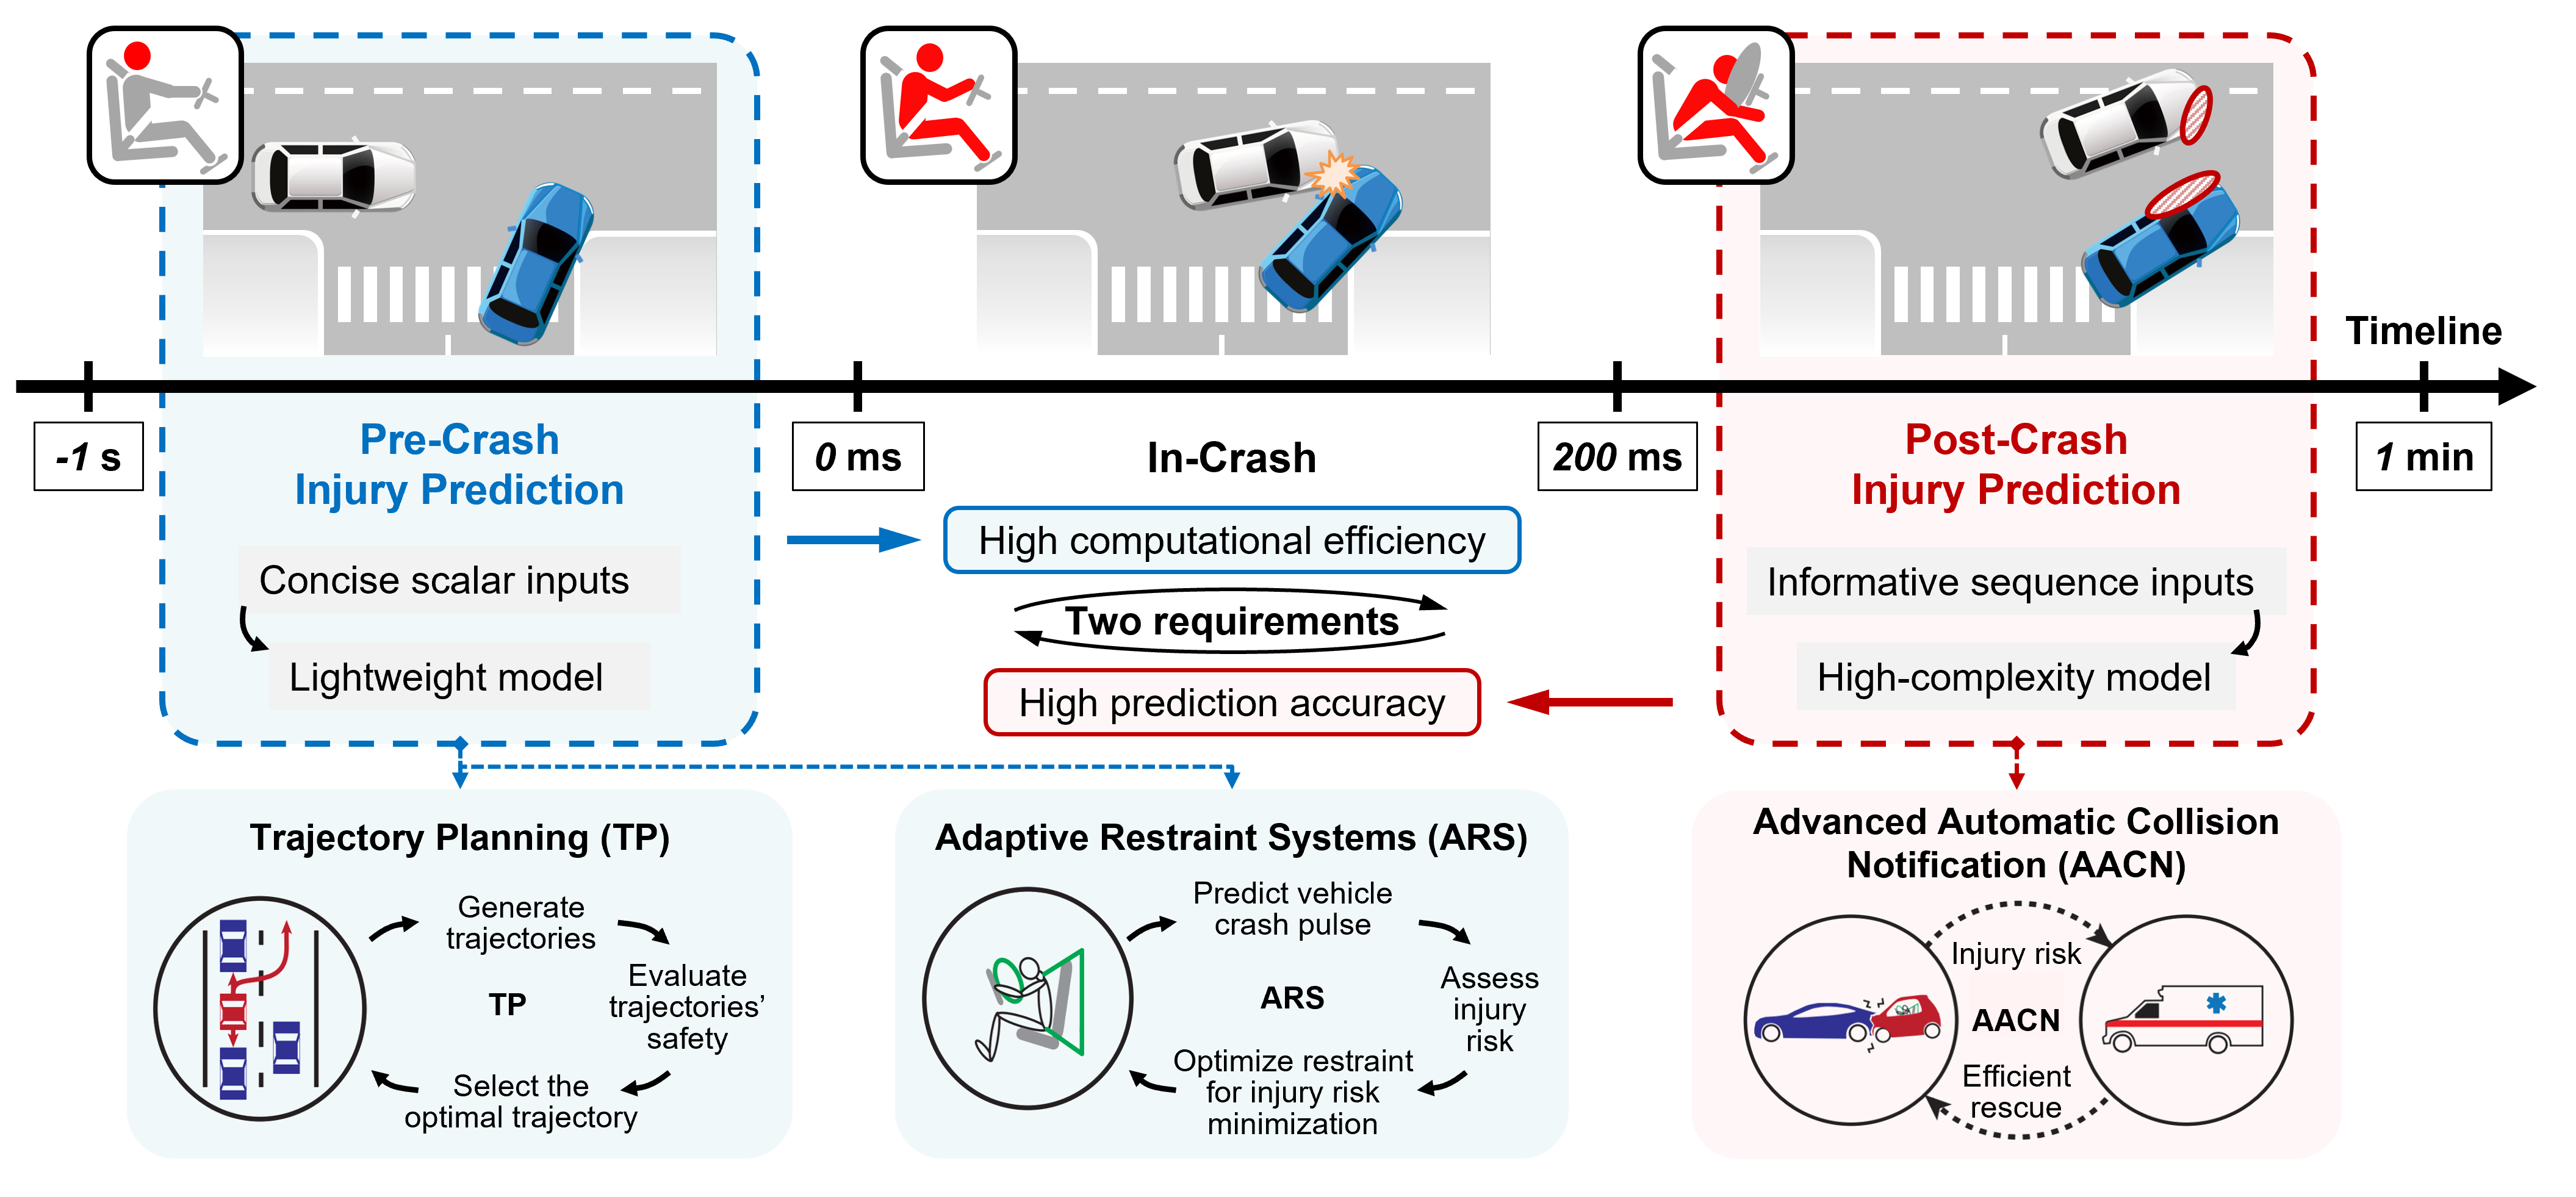 Timeline
-1 s
0 ms
200 ms
1 min
Pre-Crash
Injury Prediction
Concise scalar inputs
Lightweight model
In-Crash
High computational efficiency
Two requirements
High prediction accuracy
Post-Crash
Injury Prediction
Informative sequence inputs
High-complexity model
Trajectory Planning (TP)
Generate
trajectories
Evaluate
trajectories’
safety
TP
Select the
optimal trajectory
Adaptive Restraint Systems (ARS)
Predict vehicle
crash pulse
Assess
injury
risk
ARS
Optimize restraint
for injury risk
minimization
Advanced Automatic Collision
Notification (AACN)
Injury risk
AACN
Efficient
rescue